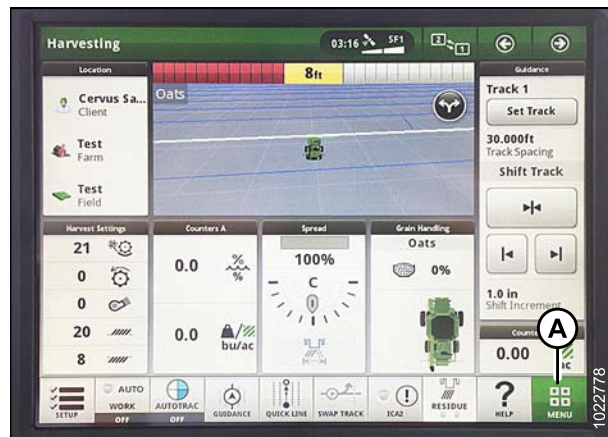 Harvesting
03:16 SF1
2 1
Location
Cervus Sa...
Client
Test
Farm
Test
Field
8ft
Oats
Guidance
Track 1
Set Track
30.000ft
Track Spacing
Shift Track
1.0 in
Shift Increment
Harvest Settings
21
0
0
20
8
Counters A
0.0 %
%
0.0
bu/ac
Spread
100%
C
Grain Handling
Oats
0%
0.00
SETUP
AUTO
WORK
OFF
AUTOTRAC
OFF
GUIDANCE
QUICK LINE
SWAP TRACK
ICA2
RESIDUE
?
HELP
MENU
A
1022778